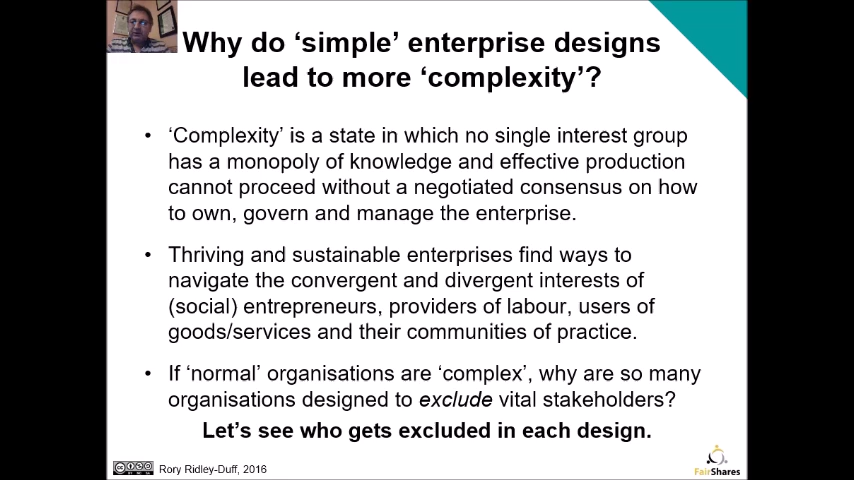 Why do ‘simple’ enterprise designs
lead to more ‘complexity’?
• ‘Complexity’ is a state in which no single interest group
has a monopoly of knowledge and effective production
cannot proceed without a negotiated consensus on how
to own, govern and manage the enterprise.
• Thriving and sustainable enterprises find ways to
navigate the convergent and divergent interests of
(social) entrepreneurs, providers of labour, users of
goods/services and their communities of practice.
• If ‘normal’ organisations are ‘complex’, why are so many
organisations designed to exclude vital stakeholders?
Let’s see who gets excluded in each design.
Rory Ridley-Duff, 2016
FairShares